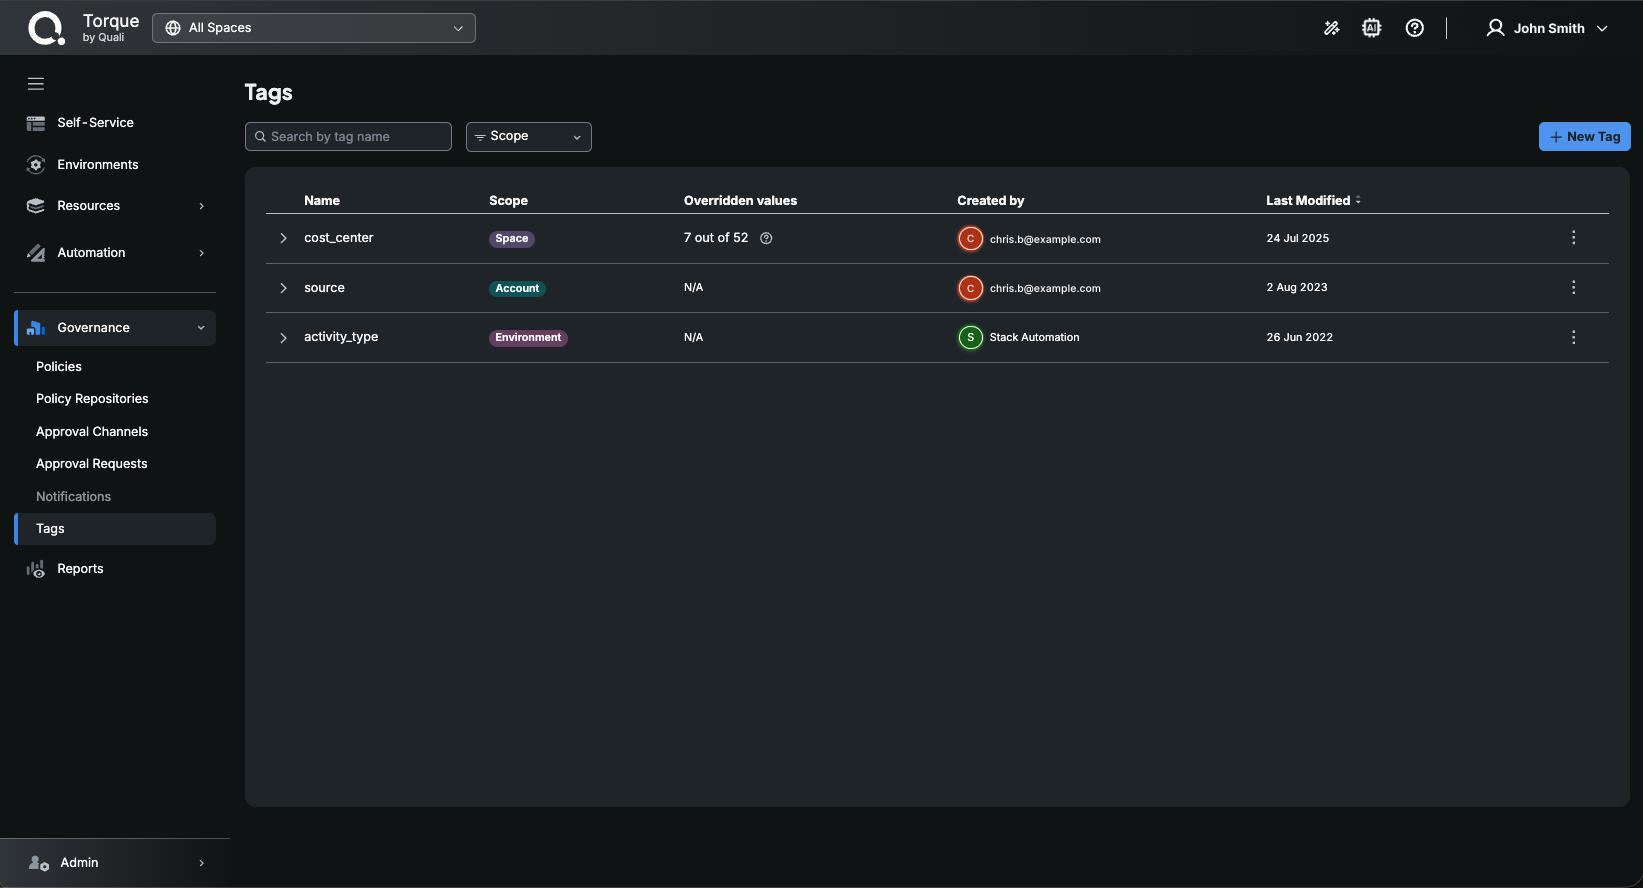 Torque
by Quali
All Spaces
AI
John Smith
Self-Service
Environments
Resources
Automation
Governance
Policies
Policy Repositories
Approval Channels
Approval Requests
Notifications
Tags
Reports
Admin
Tags
Search by tag name
Scope
New Tag
Name Scope Overridden values Created by Last Modified
cost_center Space 7 out of 52 ? C chris.b@example.com 24 Jul 2025
source Account N/A C chris.b@example.com 2 Aug 2023
activity_type Environment N/A S Stack Automation 26 Jun 2022